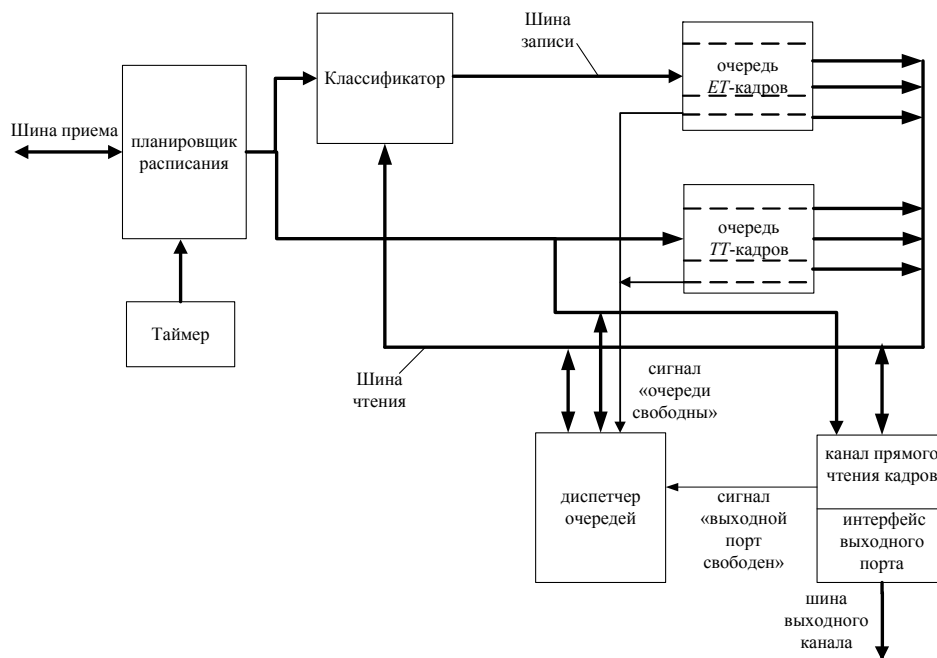 Шина
записи
очередь
ET-кадров
Классификатор
Шина приема
планировщик
расписания
очередь
TT-кадров
Таймер
Шина
чтения
сигнал
«очереди
свободны»
диспетчер
очередей
сигнал
«выходной
порт
свободен»
канал прямого
чтения кадров
интерфейс
выходного
порта
шина
выходного
канала